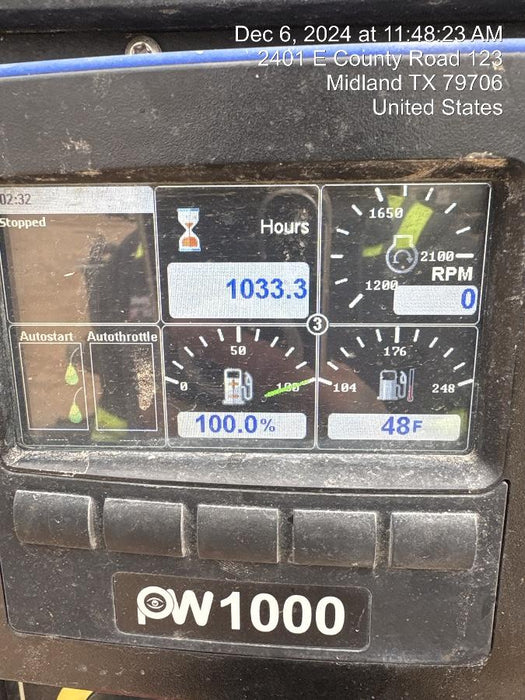 Dec 6, 2024 at 11:48:23 AM
2401 E County Road 123
Midland TX 79706
United States
02:32
Stopped
Hours
1033.3
1650
2100
1200
RPM
0
3
Autostart
Autothrottle
50
0
100
100.0%
176
104
248
48F
PW1000